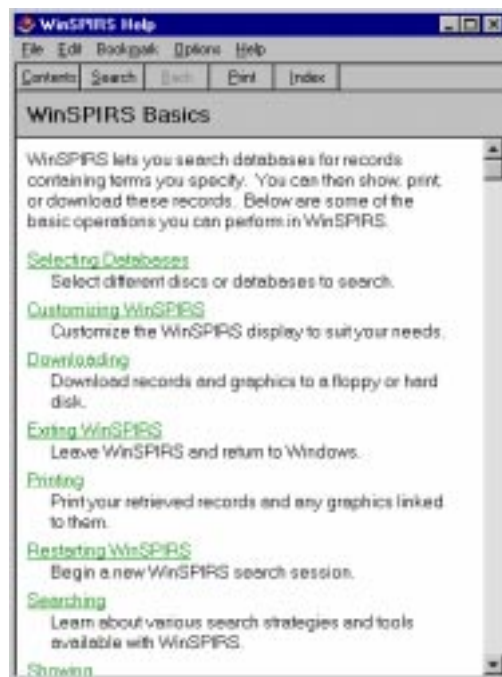 WinSPIRS Help
File Edit Bookmark Options Help
Contents Search Back Print Index
WinSPIRS Basics
WinSPIRS lets you search databases for records
containing terms you specify. You can then show, print,
or download these records. Below are some of the
basic operations you can perform in WinSPIRS.
Selecting Databases
Select different discs or databases to search.
Customizing WinSPIRS
Customize the WinSPIRS display to suit your needs.
Downloading
Download records and graphics to a floppy or hard
disk.
Exiting WinSPIRS
Leave WinSPIRS and return to Windows.
Printing
Print your retrieved records and any graphics linked
to them.
Restarting WinSPIRS
Begin a new WinSPIRS search session.
Searching
Learn about various search strategies and tools
available with WinSPIRS.
Showing